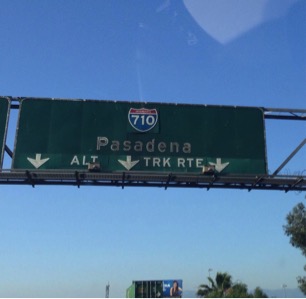 710
Pasadena
ALT TRK RTE